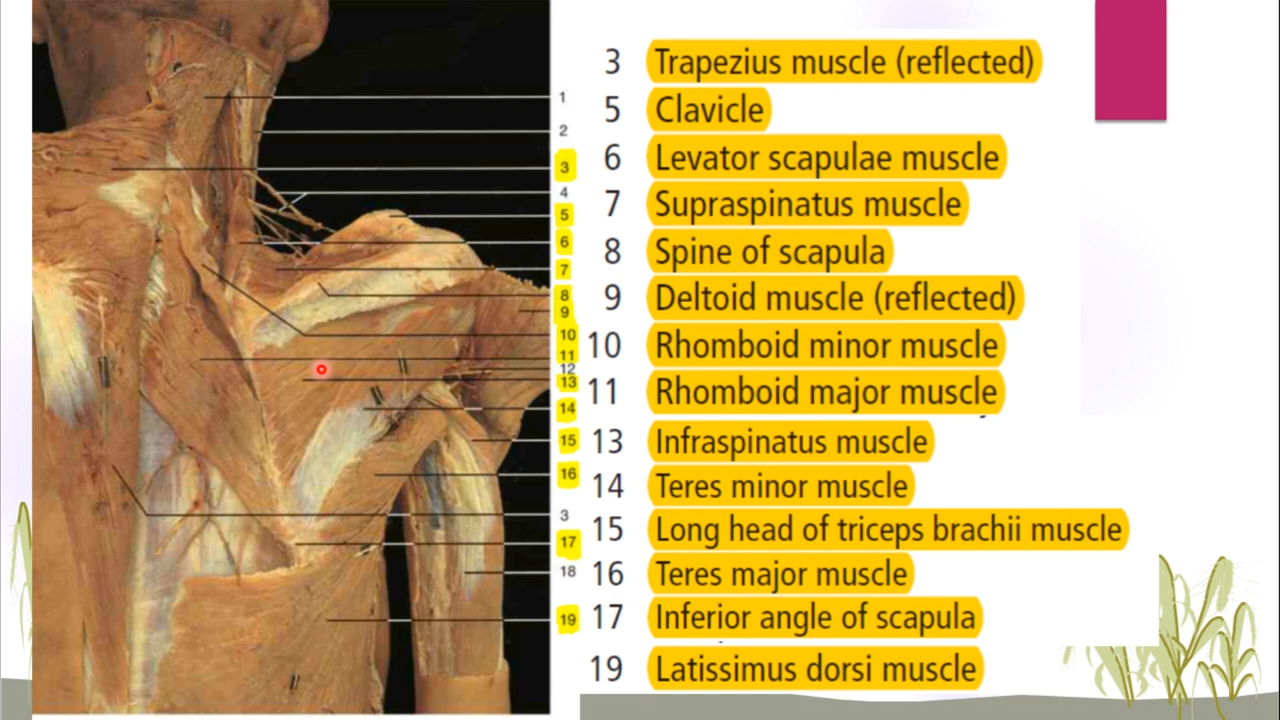 1
2
3
4
5
6
7
8
9
10
11
12
13
14
15
16
3
17
18
19
3 Trapezius muscle (reflected)
5 Clavicle
6 Levator scapulae muscle
7 Supraspinatus muscle
8 Spine of scapula
9 Deltoid muscle (reflected)
10 Rhomboid minor muscle
11 Rhomboid major muscle
13 Infraspinatus muscle
14 Teres minor muscle
15 Long head of triceps brachii muscle
16 Teres major muscle
17 Inferior angle of scapula
19 Latissimus dorsi muscle